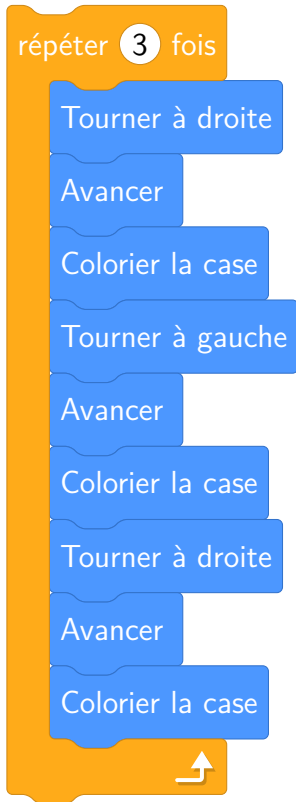 répéter 3 fois
Tourner à droite
Avancer
Colorier la case
Tourner à gauche
Avancer
Colorier la case
Tourner à droite
Avancer
Colorier la case